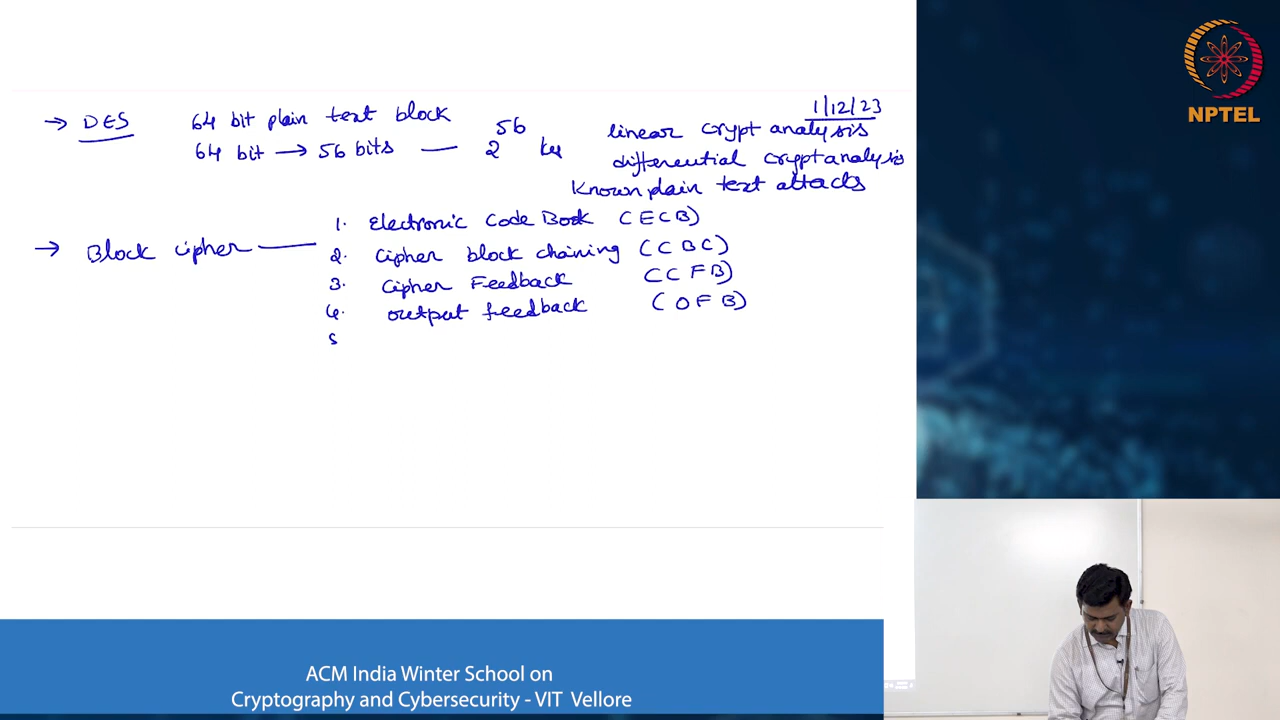 1/12/23
→ DES 64 bit plain text block
64 bit → 56 bits — 2^56 key
linear crypt analysis
differential cryptanalysis
Known plain text attacks
→ Block cipher —
1. Electronic Code Book (ECB)
2. cipher block chaining (CBC)
3. cipher Feedback (CFB)
4. output feedback (OFB)
5
NPTEL
ACM India Winter School on
Cryptography and Cybersecurity - VIT Vellore